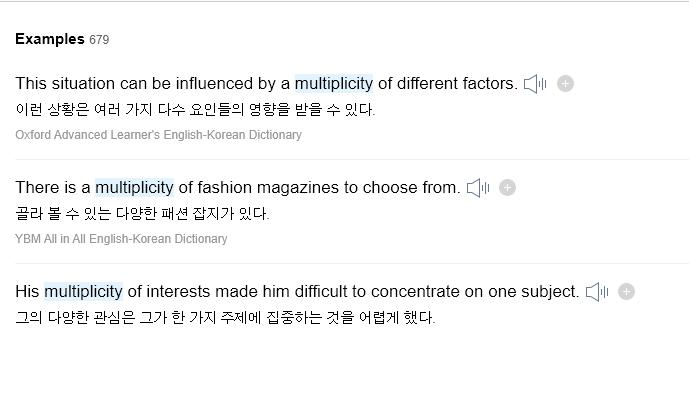 Examples 679
This situation can be influenced by a multiplicity of different factors.
이런 상황은 여러 가지 다수 요인들의 영향을 받을 수 있다.
Oxford Advanced Learner's English-Korean Dictionary
There is a multiplicity of fashion magazines to choose from.
골라 볼 수 있는 다양한 패션 잡지가 있다.
YBM All in All English-Korean Dictionary
His multiplicity of interests made him difficult to concentrate on one subject.
그의 다양한 관심은 그가 한 가지 주제에 집중하는 것을 어렵게 했다.